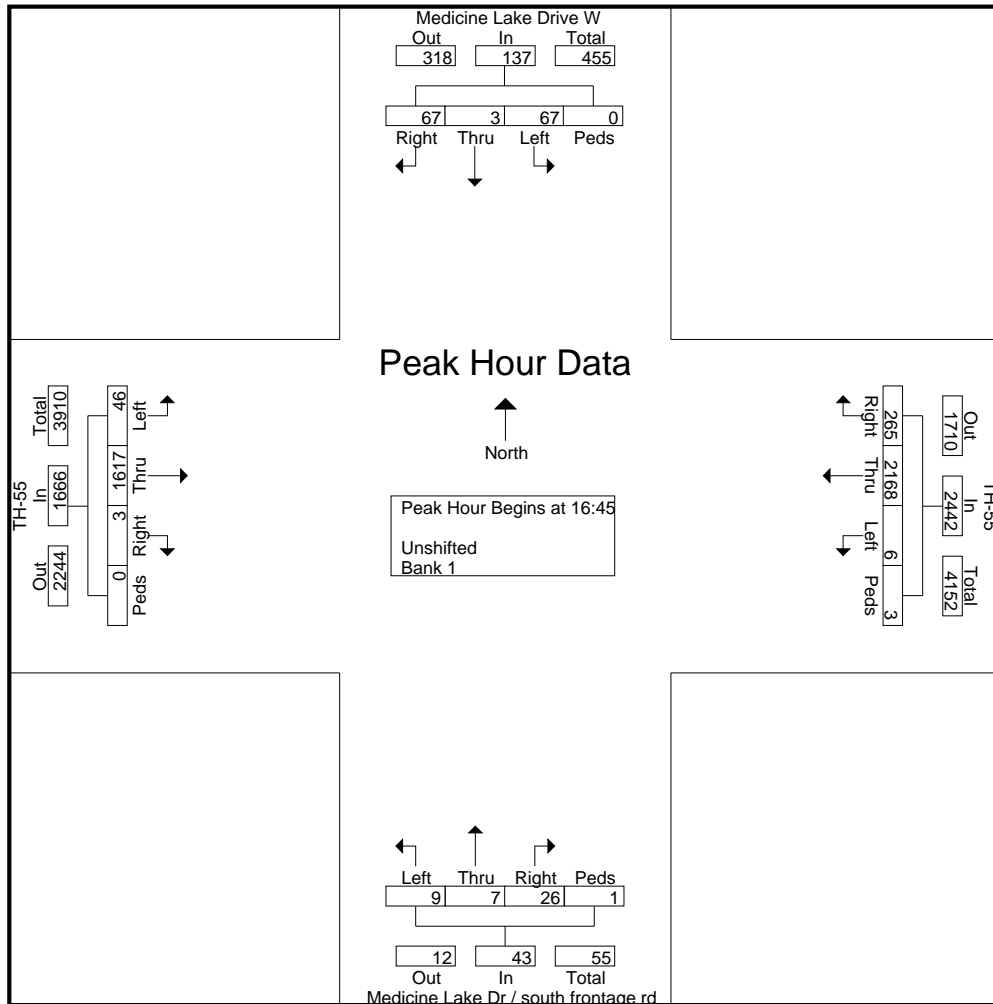 Medicine Lake Drive W
Out In Total
318 137 455
67 3 67 0
Right Thru Left Peds
Peak Hour Data
North
Peak Hour Begins at 16:45
Unshifted
Bank 1
TH-55
Out In Total
2244 1666 3910
46 1617 3 0
Left Thru Right Peds
TH-55
Out In Total
1710 2442 4152
265 2168 6 3
Right Thru Left Peds
Left Thru Right Peds
9 7 26 1
12 43 55
Out In Total
Medicine Lake Dr / south frontage rd